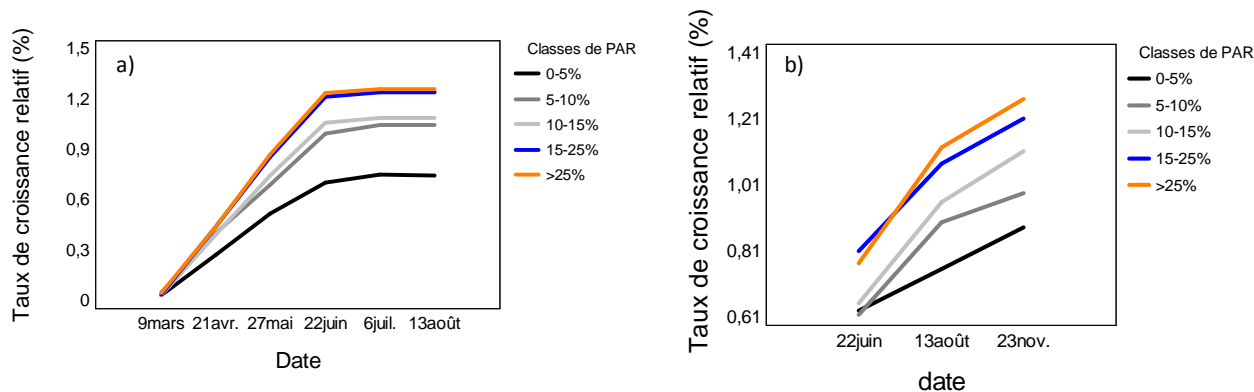 Taux de croissance relatif (%)
1,5
1,2
0,9
0,6
0,3
0
a)
9mars 21avr. 27mai 22juin 6juil. 13août
Date
Classes de PAR
0-5%
5-10%
10-15%
15-25%
>25%
Taux de croissance relatif (%)
1,41
1,21
1,01
0,81
0,61
b)
22juin 13août 23nov.
date
Classes de PAR
0-5%
5-10%
10-15%
15-25%
>25%